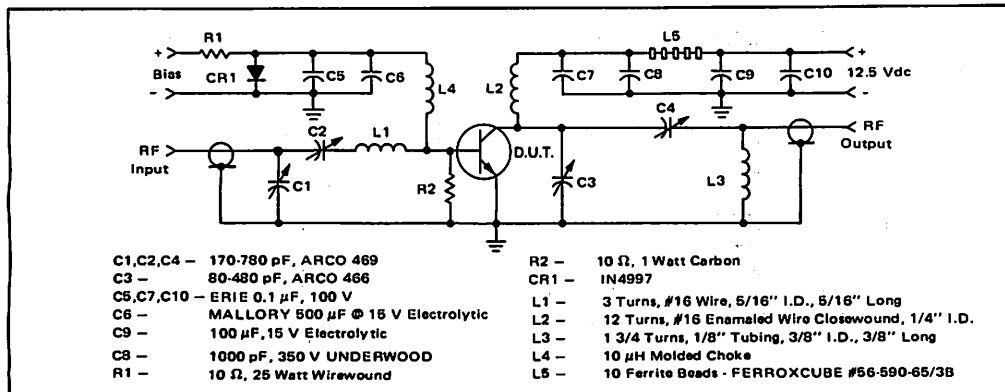 R1
L5
+
+
Bias
CR1
C5
C6
L4
L2
C7
C8
C9
C10
12.5 Vdc
-
-
C4
C2
L1
RF
Input
RF
Output
D.U.T.
C1
R2
C3
L3
C1,C2,C4 – 170-780 pF, ARCO 469
C3 – 80-480 pF, ARCO 466
C5,C7,C10 – ERIE 0.1 μF, 100 V
C6 – MALLORY 500 μF @ 15 V Electrolytic
C9 – 100 μF, 15 V Electrolytic
C8 – 1000 pF, 350 V UNDERWOOD
R1 – 10 Ω, 25 Watt Wirewound
R2 – 10 Ω, 1 Watt Carbon
CR1 – IN4997
L1 – 3 Turns, #16 Wire, 5/16" I.D., 5/16" Long
L2 – 12 Turns, #16 Enamaled Wire Closewound, 1/4" I.D.
L3 – 1 3/4 Turns, 1/8" Tubing, 3/8" I.D., 3/8" Long
L4 – 10 μH Molded Choke
L5 – 10 Ferrite Beads - FERROXCUBE #56-590-65/3B